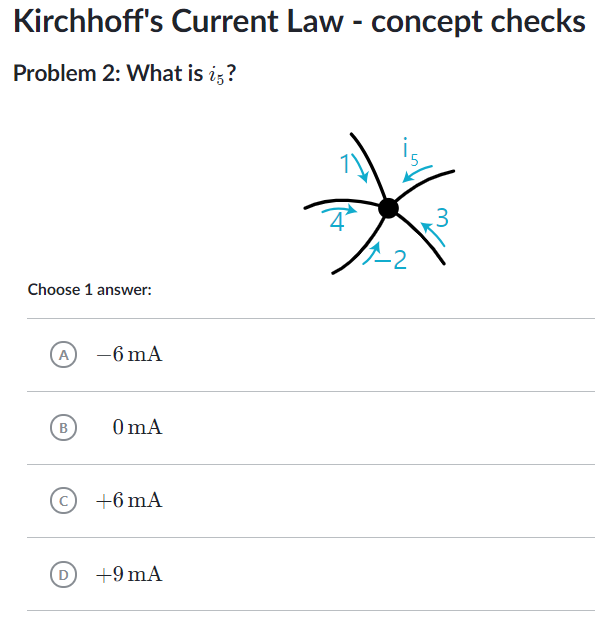 Kirchhoff's Current Law - concept checks
Problem 2: What is i₅?
1
i₅
4
3
−2
Choose 1 answer:
A −6 mA
B 0 mA
C +6 mA
D +9 mA